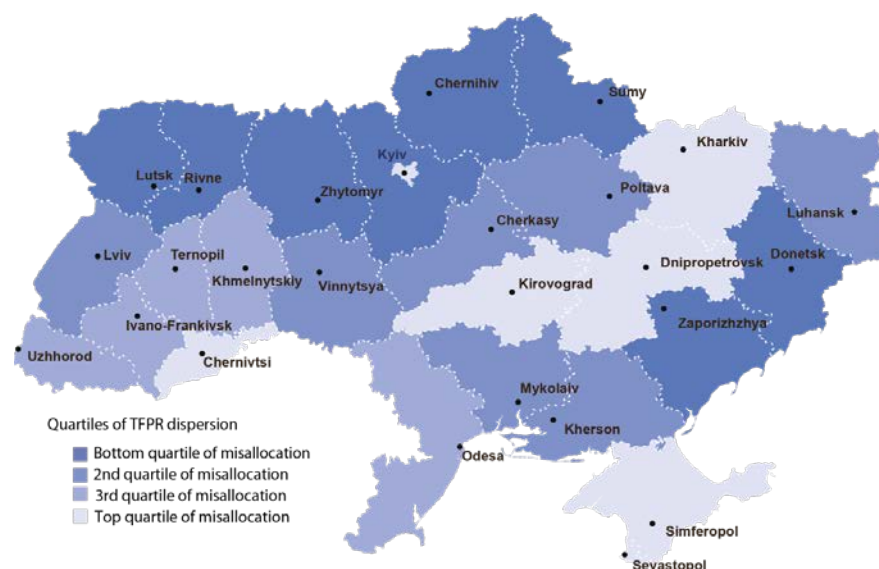 Chernihiv
Sumy
Kyiv
Kharkiv
Lutsk
Rivne
Zhytomyr
Poltava
Cherkasy
Luhansk
Lviv
Ternopil
Khmelnytskiy
Vinnytsya
Dnipropetrovsk
Donetsk
Kirovograd
Ivano-Frankivsk
Zaporizhzhya
Uzhhorod
Chernivtsi
Mykolaiv
Kherson
Odesa
Simferopol
Sevastopol
Quartiles of TFPR dispersion
Bottom quartile of misallocation
2nd quartile of misallocation
3rd quartile of misallocation
Top quartile of misallocation